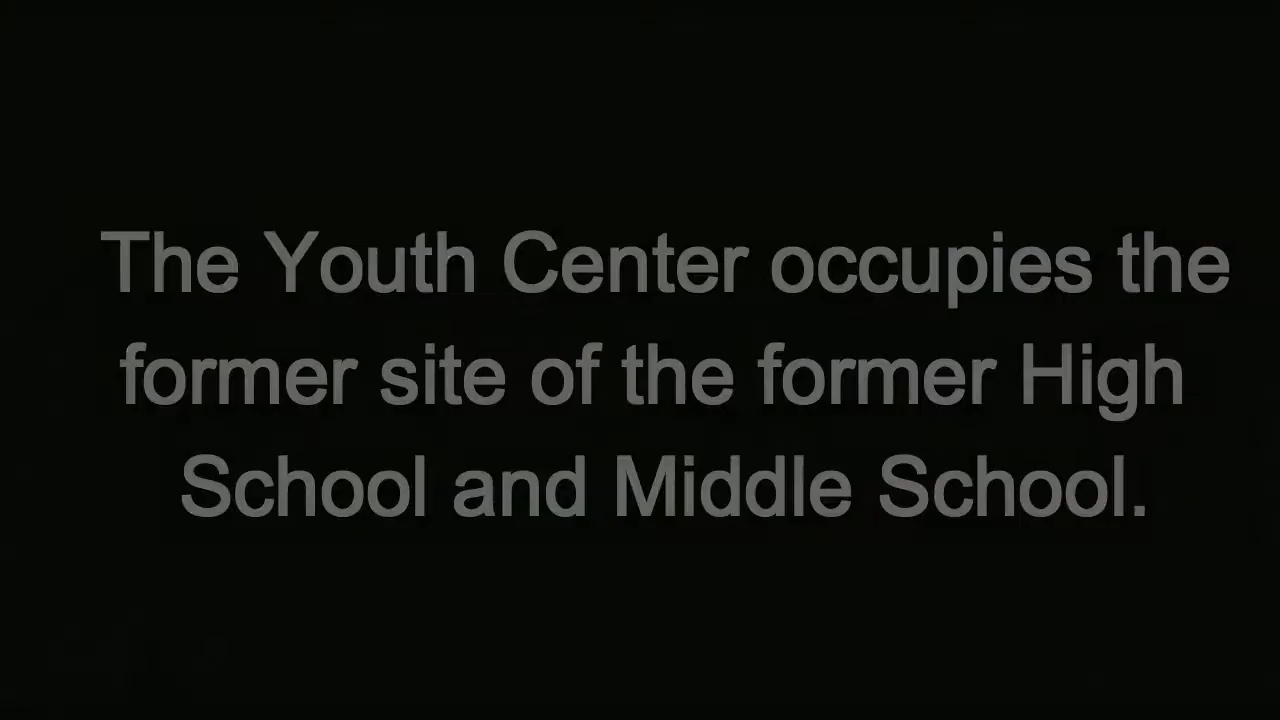 The Youth Center occupies the
former site of the former High
School and Middle School.